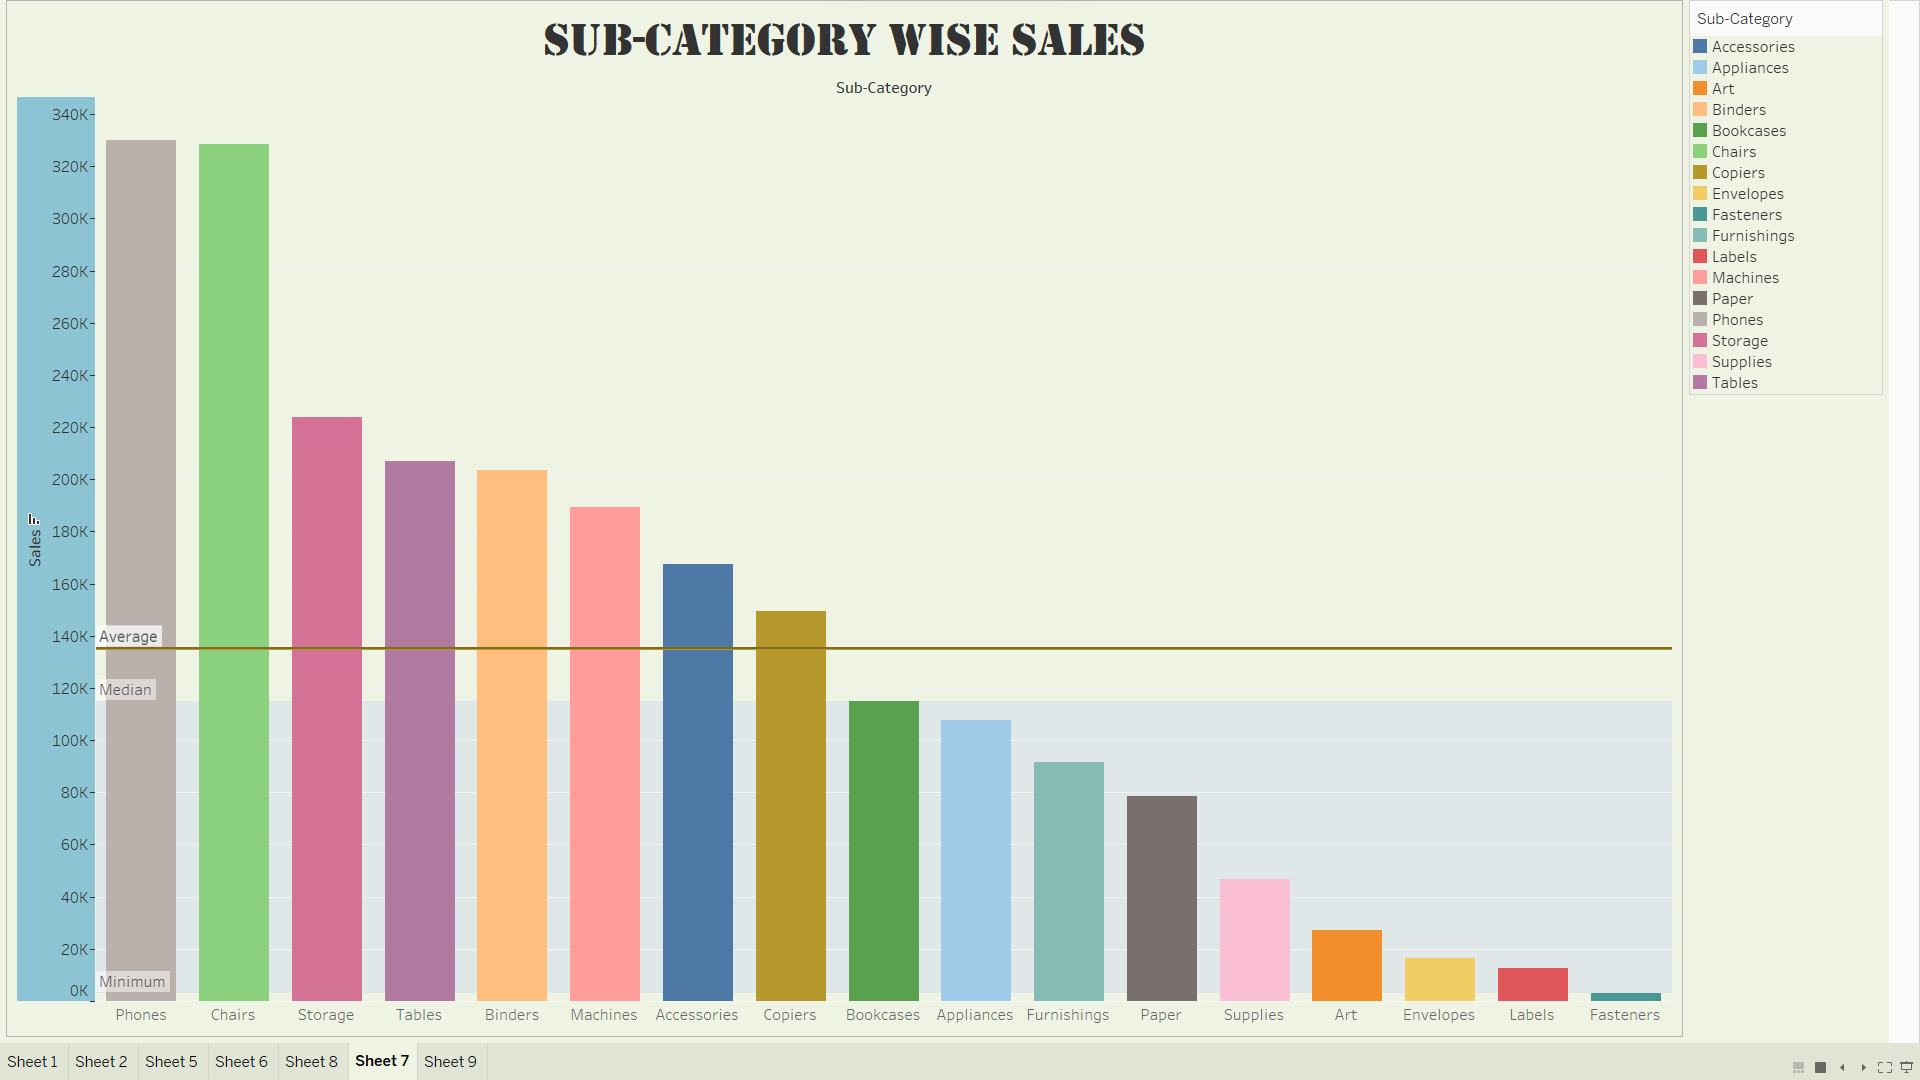 SUB-CATEGORY WISE SALES
Sub-Category
340K
320K
300K
280K
260K
240K
220K
200K
180K
160K
140K
120K
100K
80K
60K
40K
20K
0K
Sales
Average
Median
Minimum
Phones Chairs Storage Tables Binders Machines Accessories Copiers Bookcases Appliances Furnishings Paper Supplies Art Envelopes Labels Fasteners
Sub-Category
Accessories
Appliances
Art
Binders
Bookcases
Chairs
Copiers
Envelopes
Fasteners
Furnishings
Labels
Machines
Paper
Phones
Storage
Supplies
Tables
Sheet 1 Sheet 2 Sheet 5 Sheet 6 Sheet 8 Sheet 7 Sheet 9